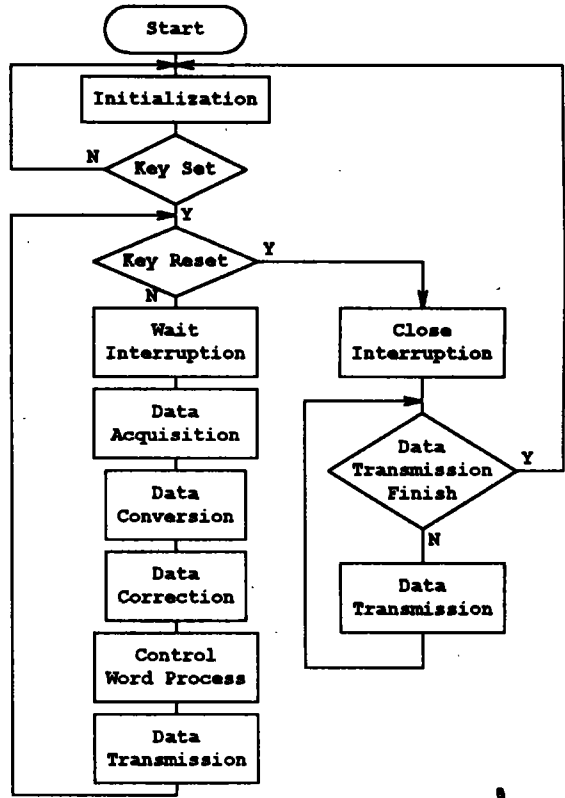 Start
Initialization
N
Key Set
Y
Key Reset
Y
N
Wait
Interruption
Data
Acquisition
Data
Conversion
Data
Correction
Control
Word Process
Data
Transmission
Close
Interruption
Data
Transmission
Finish
Y
N
Data
Transmission